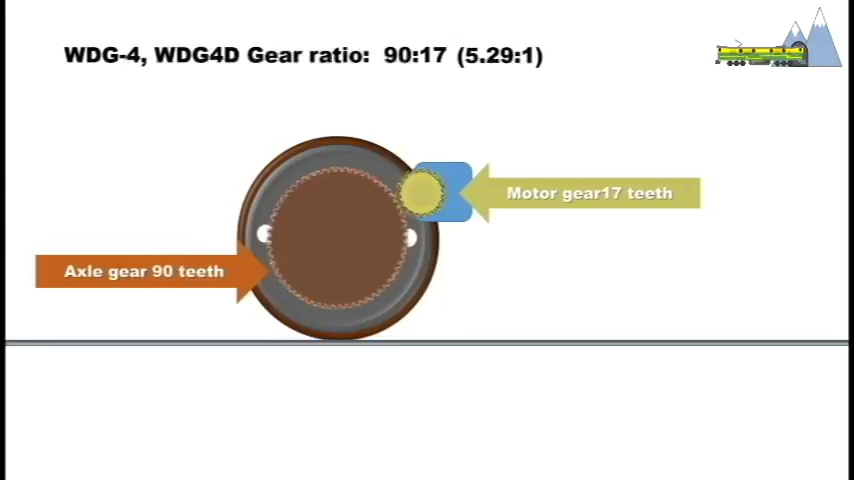 WDG-4, WDG4D Gear ratio: 90:17 (5.29:1)
Motor gear17 teeth
Axle gear 90 teeth